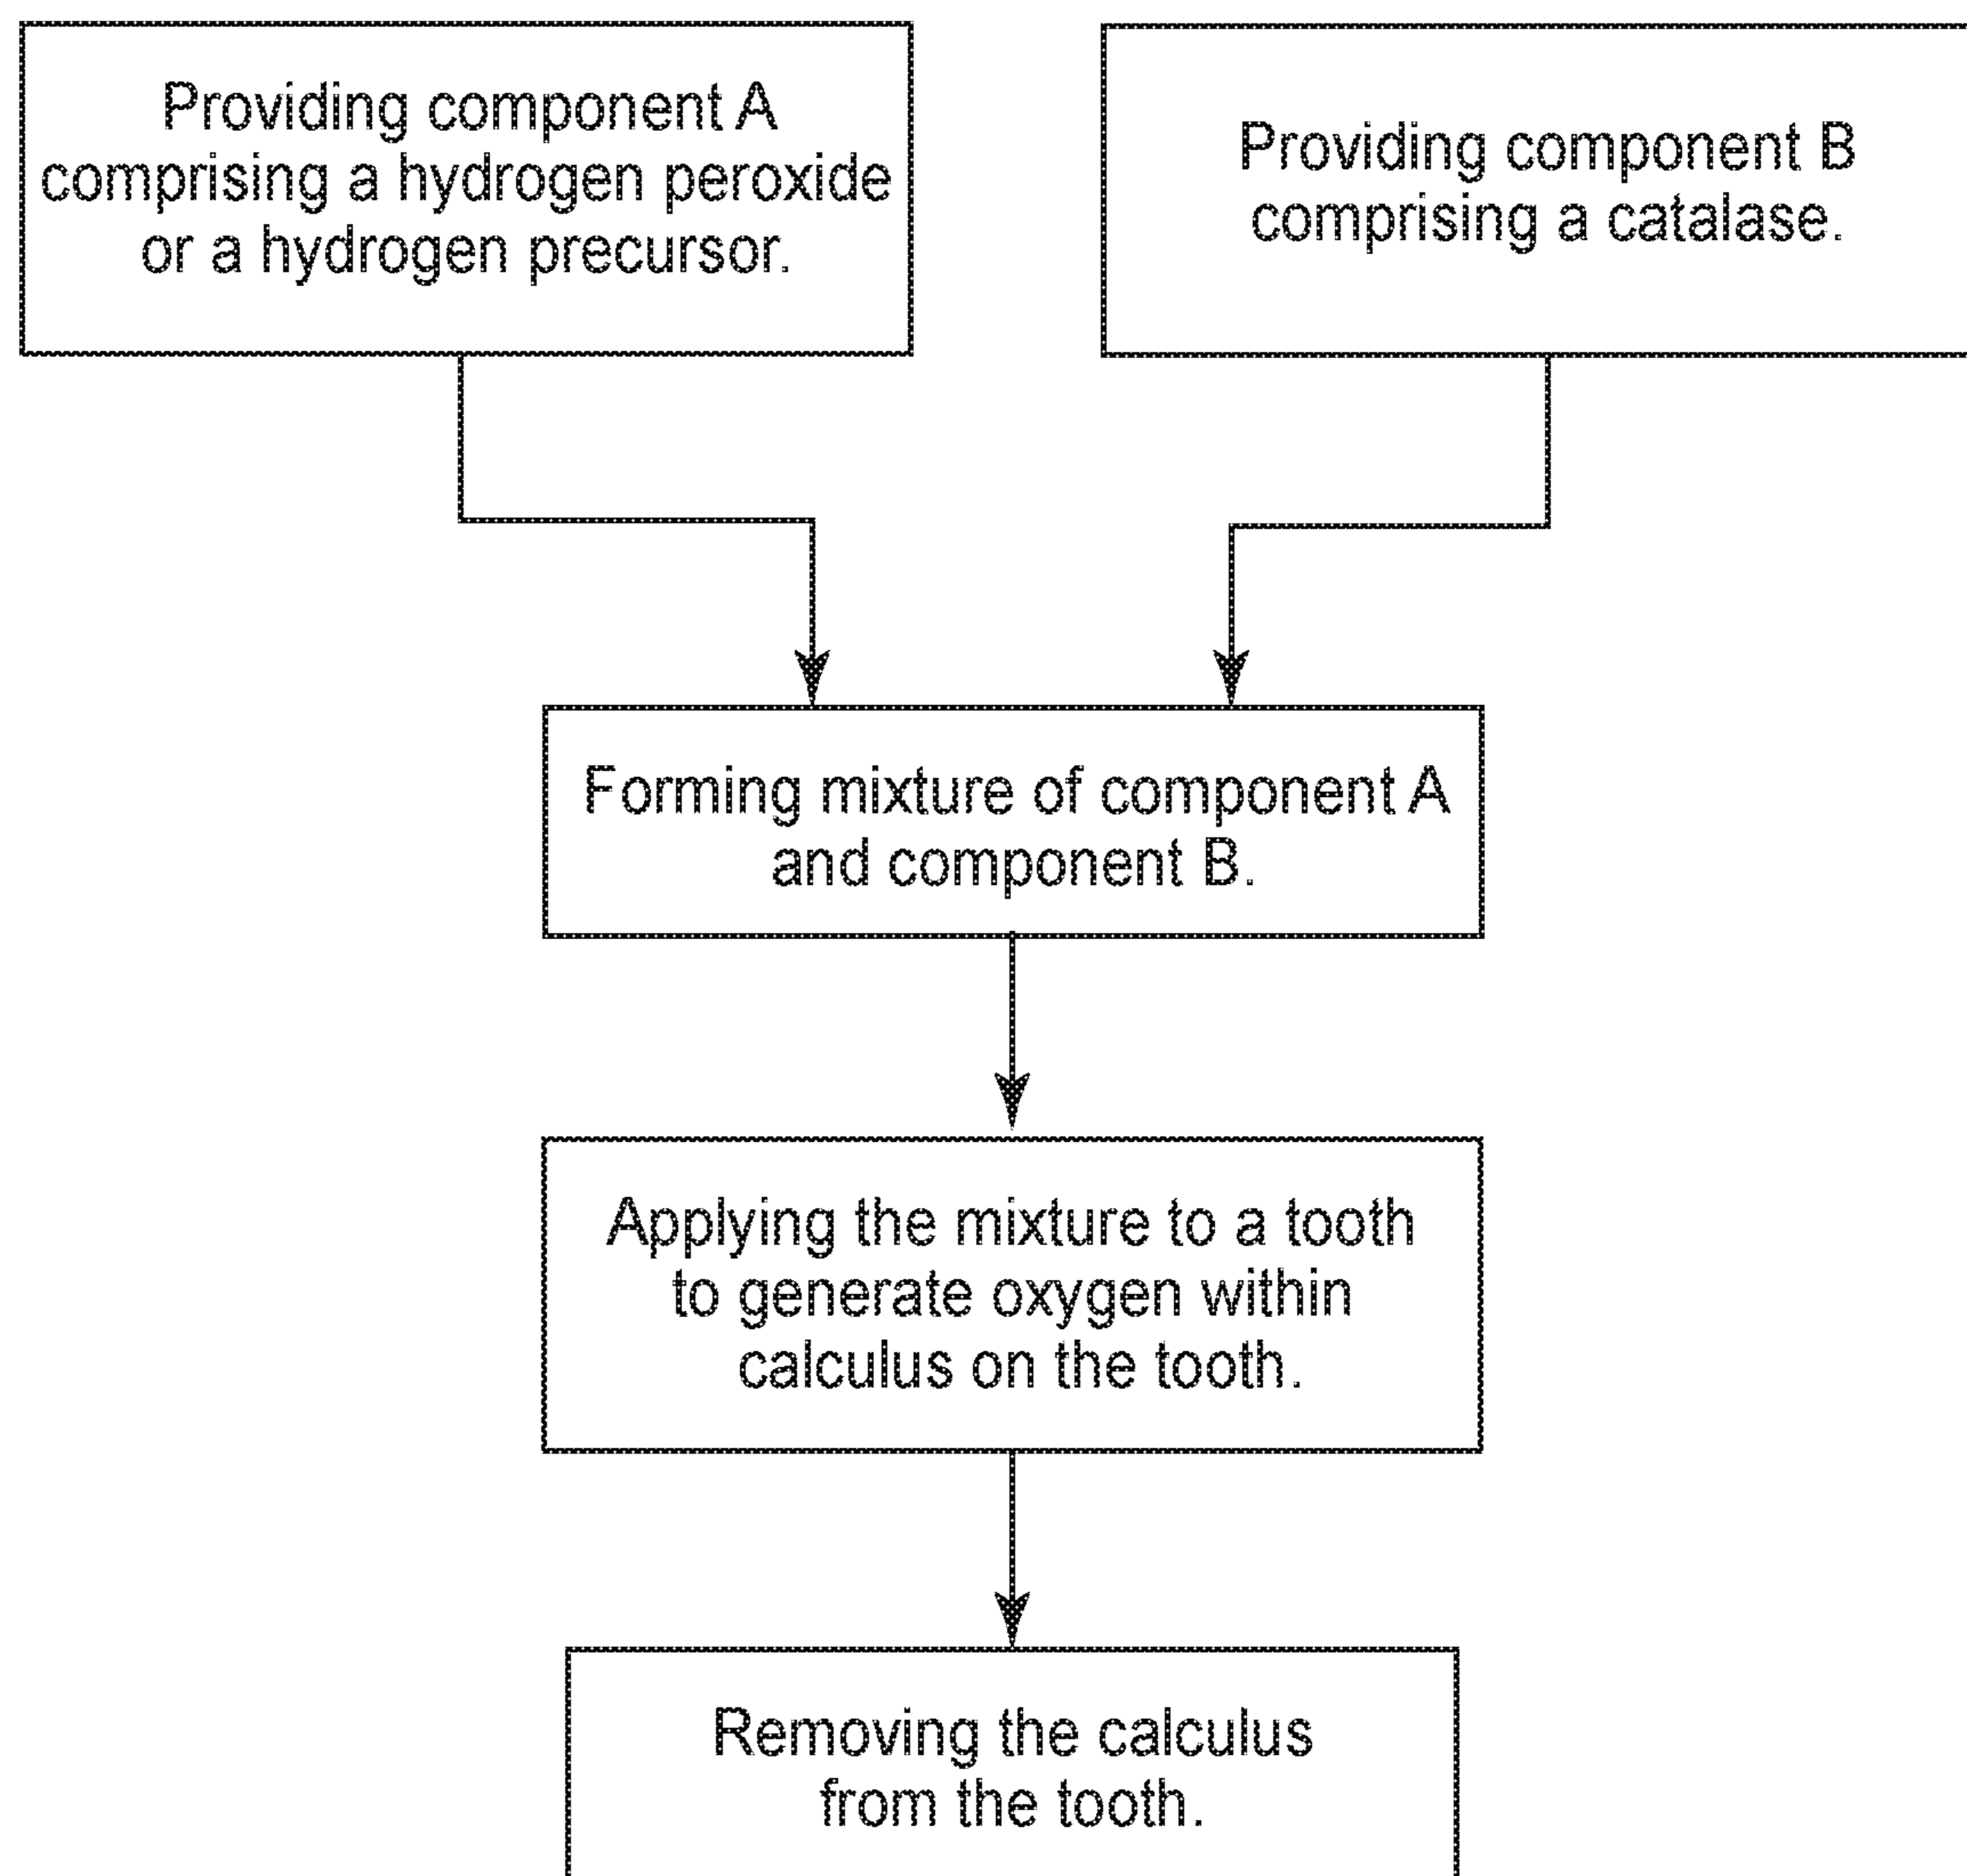 Providing component A
comprising a hydrogen peroxide
or a hydrogen precursor.
Providing component B
comprising a catalase.
Forming mixture of component A
and component B.
Applying the mixture to a tooth
to generate oxygen within
calculus on the tooth.
Removing the calculus
from the tooth.